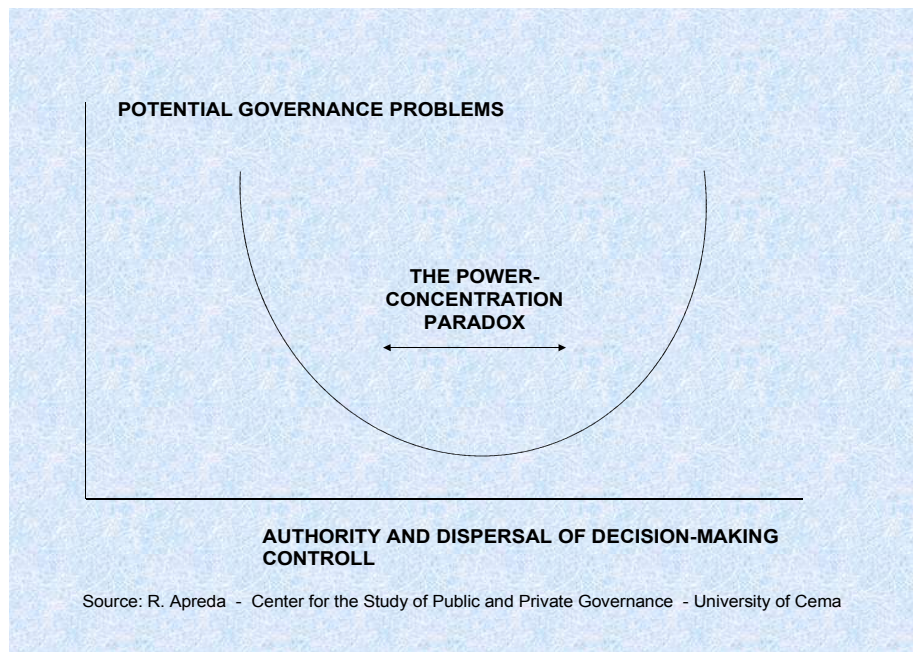 POTENTIAL GOVERNANCE PROBLEMS
THE POWER-
CONCENTRATION
PARADOX
AUTHORITY AND DISPERSAL OF DECISION-MAKING
CONTROLL
Source: R. Apreda - Center for the Study of Public and Private Governance - University of Cema